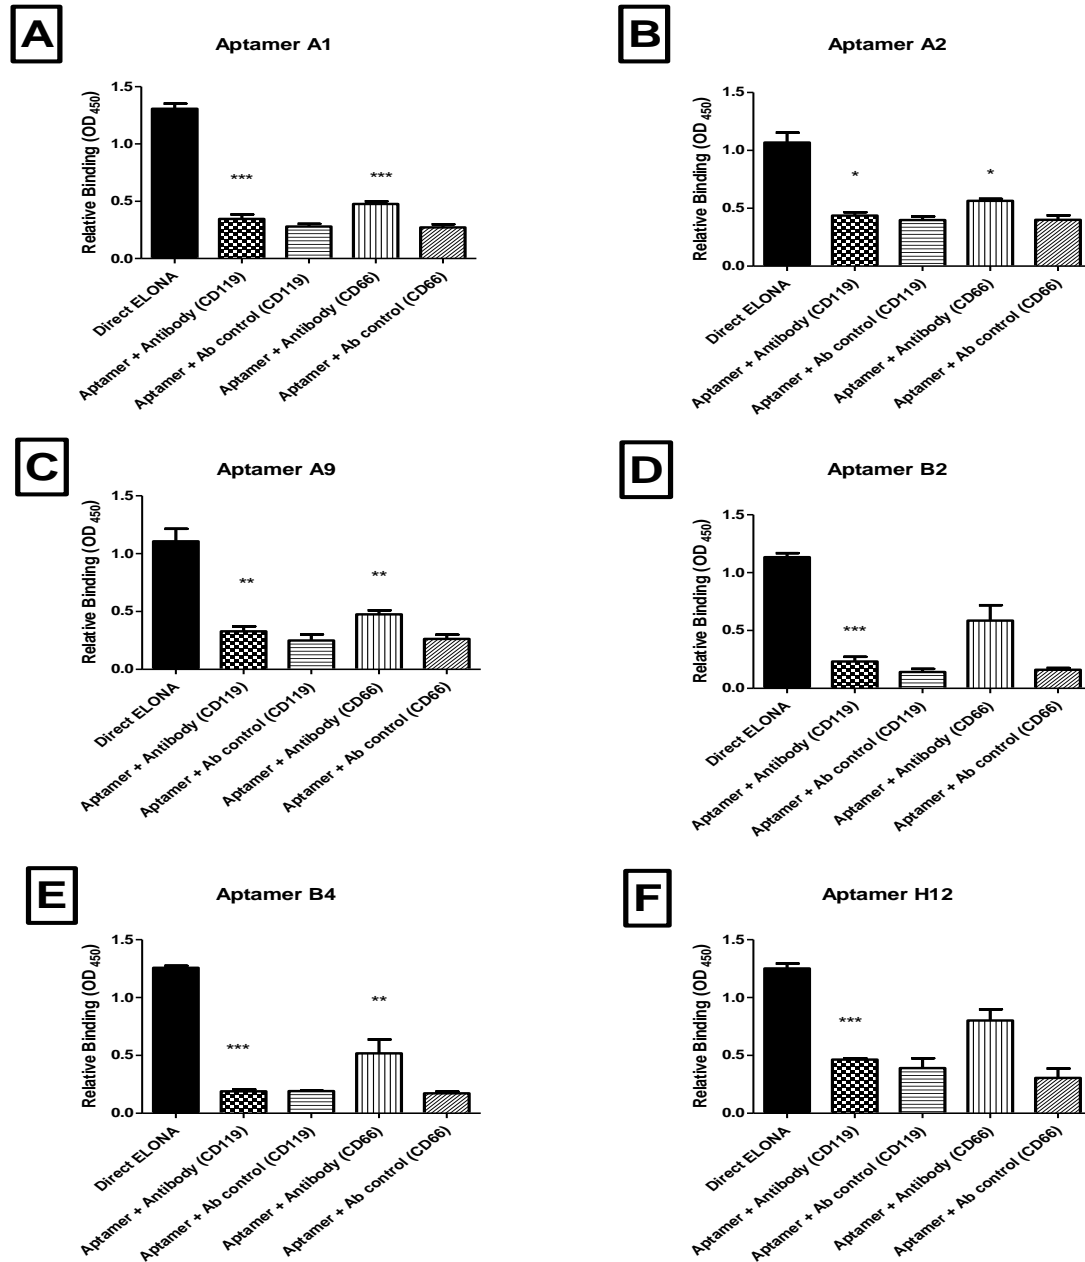 A
Aptamer A1
Relative Binding (OD450)
1.5
1.0
0.5
0.0
***
***
Direct ELONA
Aptamer + Antibody (CD119)
Aptamer + Ab control (CD119)
Aptamer + Antibody (CD66)
Aptamer + Ab control (CD66)
B
Aptamer A2
Relative Binding (OD450)
1.5
1.0
0.5
0.0
*
*
Direct ELONA
Aptamer + Antibody (CD119)
Aptamer + Ab control (CD119)
Aptamer + Antibody (CD66)
Aptamer + Ab control (CD66)
C
Aptamer A9
Relative Binding (OD450)
1.5
1.0
0.5
0.0
**
**
Direct ELONA
Aptamer + Antibody (CD119)
Aptamer + Ab control (CD119)
Aptamer + Antibody (CD66)
Aptamer + Ab control (CD66)
D
Aptamer B2
Relative Binding (OD450)
1.5
1.0
0.5
0.0
***
Direct ELONA
Aptamer + Antibody (CD119)
Aptamer + Ab control (CD119)
Aptamer + Antibody (CD66)
Aptamer + Ab control (CD66)
E
Aptamer B4
Relative Binding (OD450)
1.5
1.0
0.5
0.0
***
**
Direct ELONA
Aptamer + Antibody (CD119)
Aptamer + Ab control (CD119)
Aptamer + Antibody (CD66)
Aptamer + Ab control (CD66)
F
Aptamer H12
Relative Binding (OD450)
1.5
1.0
0.5
0.0
***
Direct ELONA
Aptamer + Antibody (CD119)
Aptamer + Ab control (CD119)
Aptamer + Antibody (CD66)
Aptamer + Ab control (CD66)